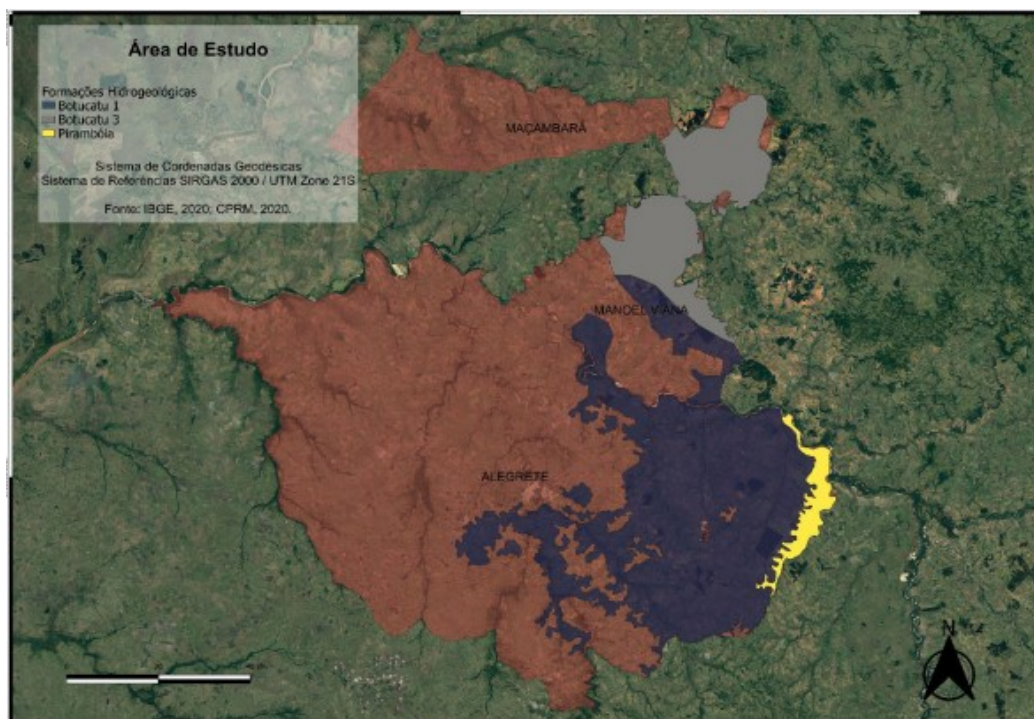 Área de Estudo
Formações Hidrogeológicas
Botucatu 1
Botucatu 3
Pirambóia
Sistema de Cordenadas Geodésicas
Sistema de Referências SIRGAS 2000 / UTM Zone 21S
Fonte: IBGE, 2020; CPRM, 2020.
MAÇAMBARÁ
MANOEL VIANA
ALEGRETE
N